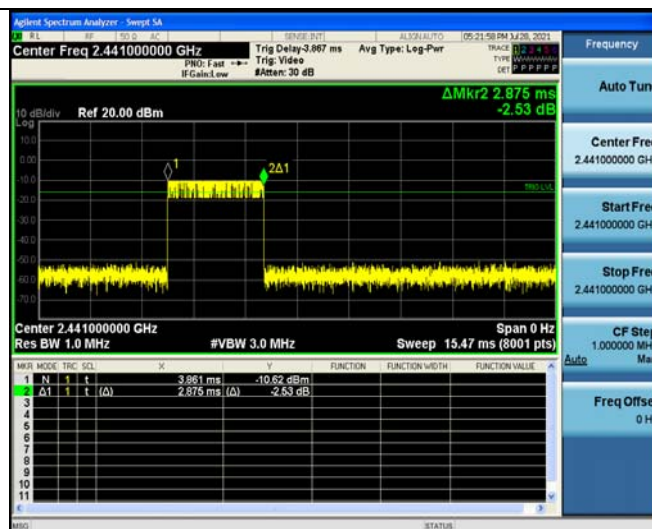 Agilent Spectrum Analyzer - Swept SA
RL RF 50 Ω AC SENSE:INT ALIGN AUTO 05:21:58 PM Jul 28, 2021
Center Freq 2.441000000 GHz
PNO: Fast
IFGain:Low
Trig Delay-3.867 ms
Trig: Video
#Atten: 30 dB
Avg Type: Log-Pwr
TRACE 1 2 3 4 5 6
TYPE
DET P P P P P P
ΔMkr2 2.875 ms
-2.53 dB
10 dB/div Ref 20.00 dBm
Log
10.0
0.00
-10.0
-20.0
-30.0
-40.0
-50.0
-60.0
-70.0
1
2Δ1
TRIG LVL
Center 2.441000000 GHz Span 0 Hz
Res BW 1.0 MHz #VBW 3.0 MHz Sweep 15.47 ms (8001 pts)
MKR MODE TRC SCL X Y FUNCTION FUNCTION WIDTH FUNCTION VALUE
1 N 1 t 3.861 ms -10.62 dBm
2 Δ1 1 t (Δ) 2.875 ms (Δ) -2.53 dB
3
4
5
6
7
8
9
10
11
MSG STATUS
Frequency
Auto Tun
Center Fre
2.441000000 GH
Start Fre
2.441000000 GH
Stop Fre
2.441000000 GH
CF Ste
1.000000 MH
Auto Ma
Freq Offse
0 H